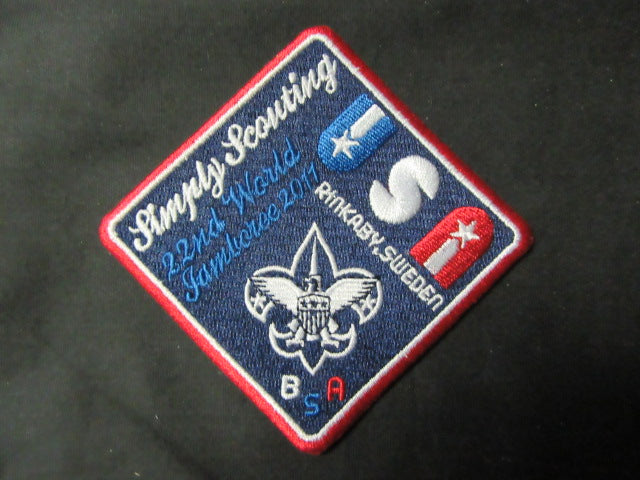 Simply Scouting
22nd World
Jamboree 2011
USA
RINKABY, SWEDEN
BSA